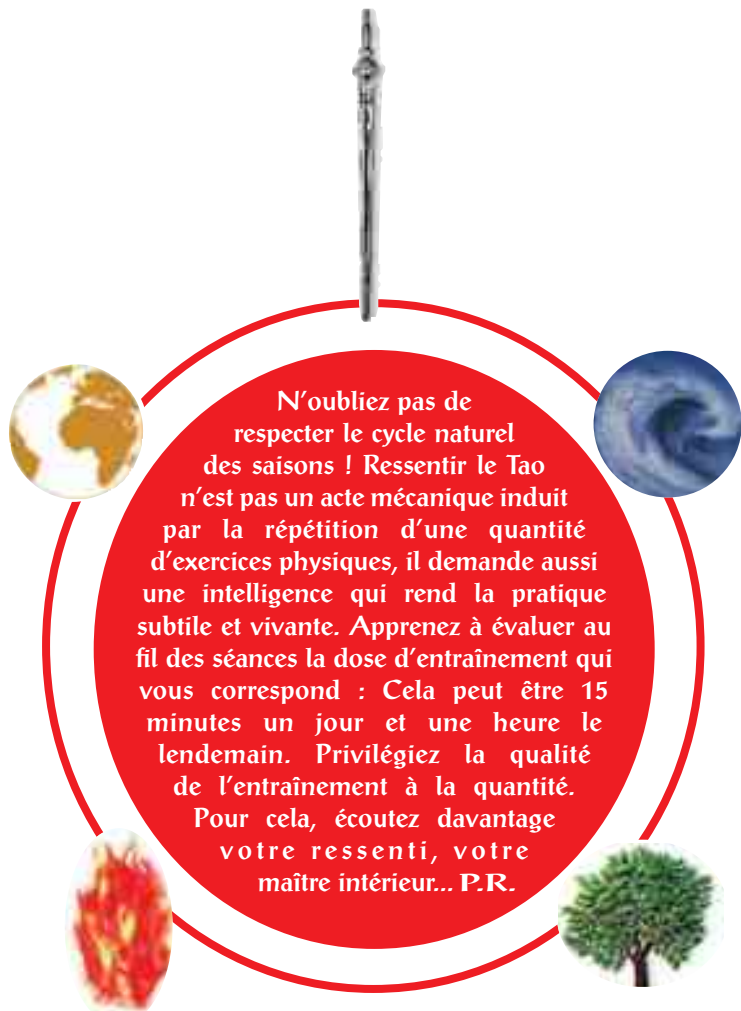 N’oubliez pas de
respecter le cycle naturel
des saisons ! Ressentir le Tao
n’est pas un acte mécanique induit
par la répétition d’une quantité
d’exercices physiques, il demande aussi
une intelligence qui rend la pratique
subtile et vivante. Apprenez à évaluer au
fil des séances la dose d’entraînement qui
vous correspond : Cela peut être 15
minutes un jour et une heure le
lendemain. Privilégiez la qualité
de l’entraînement à la quantité.
Pour cela, écoutez davantage
votre ressenti, votre
maître intérieur... P.R.